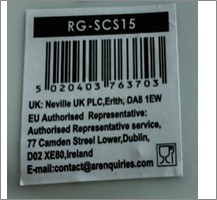 RG-SCS15
5 020403 763703
UK: Neville UK PLC,Erith, DA8 1EW
EU Authorised Representative:
Authorised Representative service,
77 Camden Street Lower,Dublin,
D02 XE80,Ireland
E-mail:contact@arenquiries.com